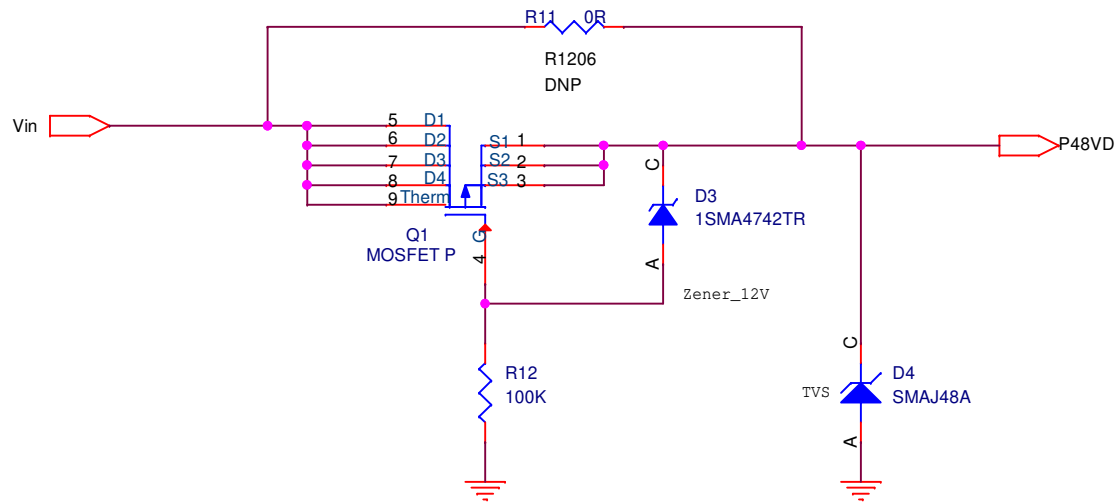 R11 0R
R1206
DNP
Vin
5 D1
6 D2
7 D3
8 D4
9 Therm
S1 1
S2 2
S3 3
P48VD
Q1
MOSFET P
G
4
C
D3
1SMA4742TR
A
Zener_12V
R12
100K
C
TVS
D4
SMAJ48A
A